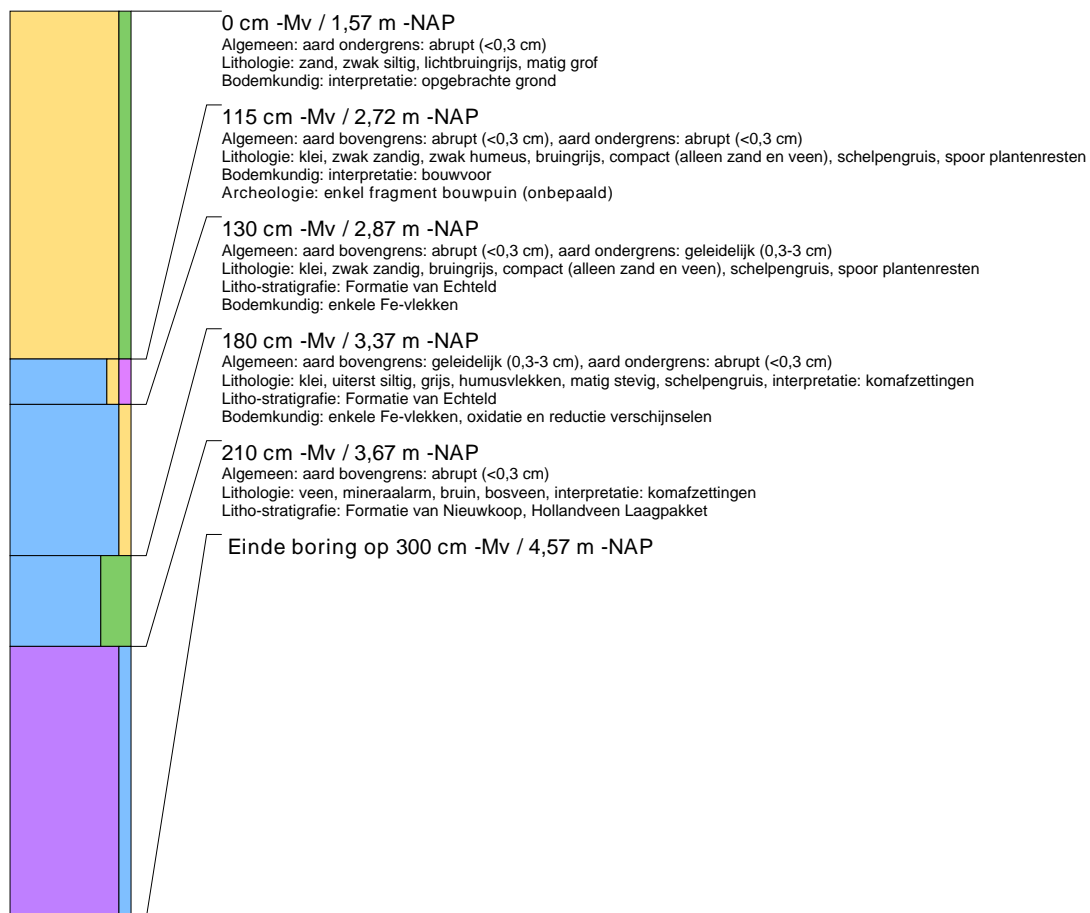 0 cm -Mv / 1,57 m -NAP
Algemeen: aard ondergrens: abrupt (<0,3 cm)
Lithologie: zand, zwak siltig, lichtbruingrijs, matig grof
Bodemkundig: interpretatie: opgebrachte grond
115 cm -Mv / 2,72 m -NAP
Algemeen: aard bovengrens: abrupt (<0,3 cm), aard ondergrens: abrupt (<0,3 cm)
Lithologie: klei, zwak zandig, zwak humeus, bruingrijs, compact (alleen zand en veen), schelpengruis, spoor plantenresten
Bodemkundig: interpretatie: bouwvoor
Archeologie: enkel fragment bouwpuin (onbepaald)
130 cm -Mv / 2,87 m -NAP
Algemeen: aard bovengrens: abrupt (<0,3 cm), aard ondergrens: geleidelijk (0,3-3 cm)
Lithologie: klei, zwak zandig, bruingrijs, compact (alleen zand en veen), schelpengruis, spoor plantenresten
Litho-stratigrafie: Formatie van Echteld
Bodemkundig: enkele Fe-vlekken
180 cm -Mv / 3,37 m -NAP
Algemeen: aard bovengrens: geleidelijk (0,3-3 cm), aard ondergrens: abrupt (<0,3 cm)
Lithologie: klei, uiterst siltig, grijs, humusvlekken, matig stevig, schelpengruis, interpretatie: komafzettingen
Litho-stratigrafie: Formatie van Echteld
Bodemkundig: enkele Fe-vlekken, oxidatie en reductie verschijnselen
210 cm -Mv / 3,67 m -NAP
Algemeen: aard bovengrens: abrupt (<0,3 cm)
Lithologie: veen, mineraalarm, bruin, bosveen, interpretatie: komafzettingen
Litho-stratigrafie: Formatie van Nieuwkoop, Hollandveen Laagpakket
Einde boring op 300 cm -Mv / 4,57 m -NAP